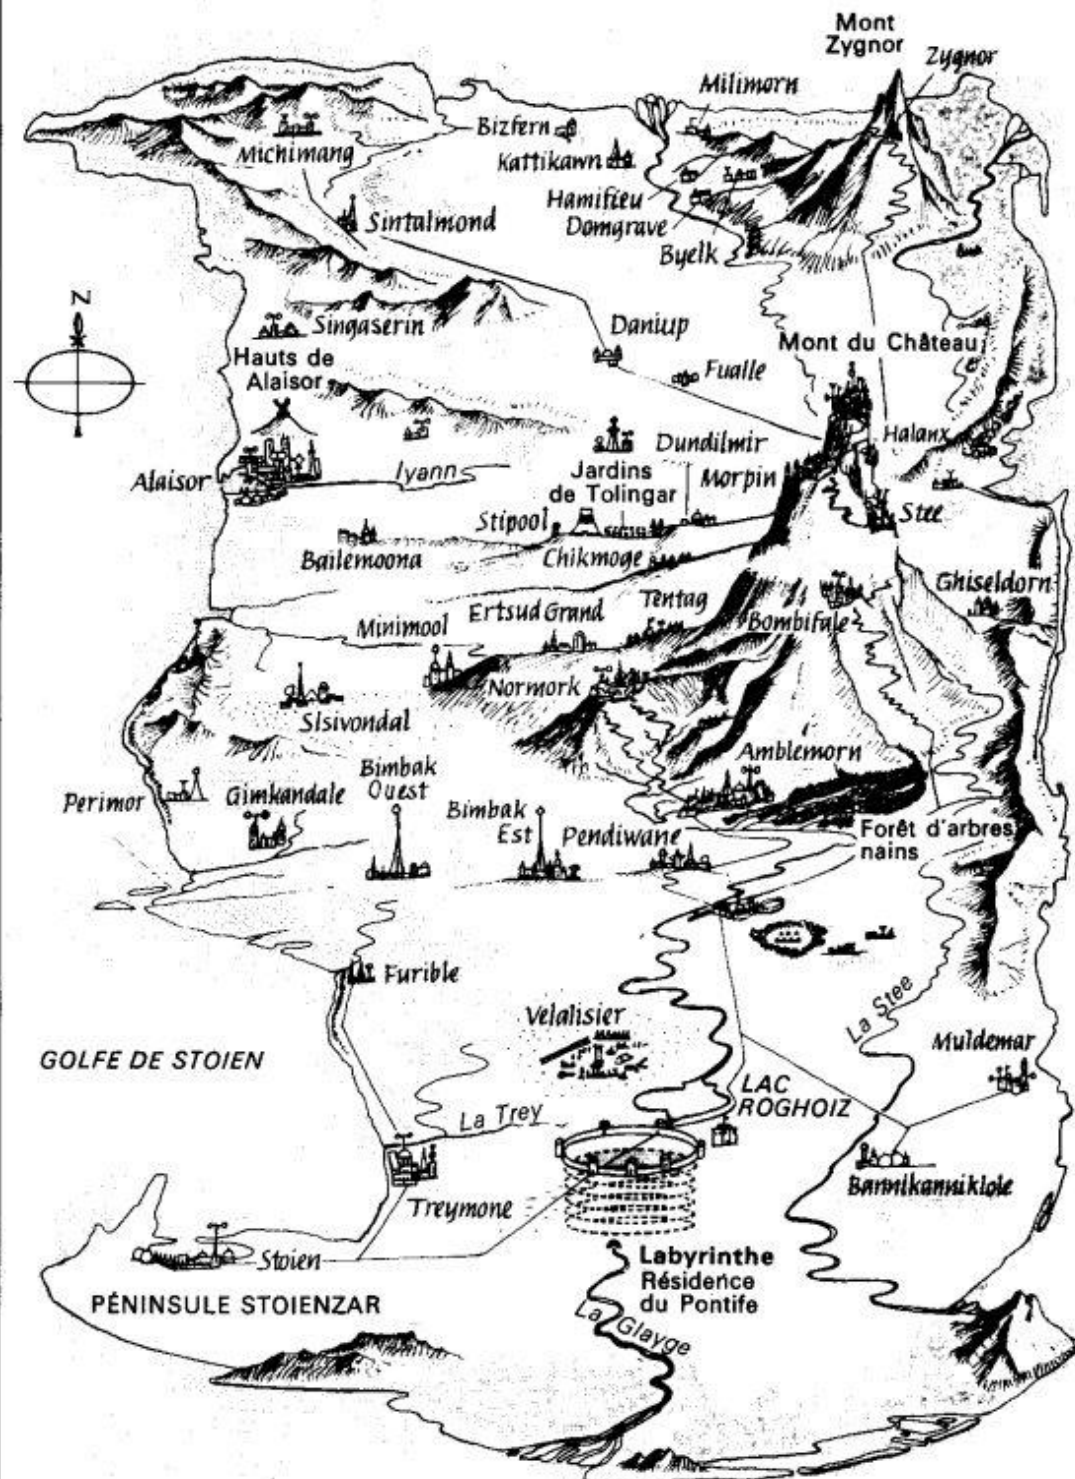 Mont
Zygnor
Zygnor
Milimorn
Bizfern
Michimang
Kattikawn
Hamifieu
Domgrave
Sintalmond
Byelk
N
Singaserin
Daniup
Mont du Château
Hauts de
Alaisor
Fualle
Halanx
Dundilmir
Iyann
Jardins
de Tolingar
Morpin
Alaisor
Stipool
Stee
Bailemoona
Chikmoge
Ghiseldorn
Ertsud Grand
Tentag
Minimool
Bombifale
Normork
Sisivondal
Amblemorn
Bimbak
Ouest
Perimor
Gimkandale
Bimbak
Est
Pendiwane
Forêt d'arbres
nains
Furible
Velalisier
La Stee
GOLFE DE STOIEN
Muldemar
LAC
ROGHOIZ
La Trey
Bannikanniklole
Treymone
Stoien
Labyrinthe
Résidence
du Pontife
PÉNINSULE STOIENZAR
La Glayge